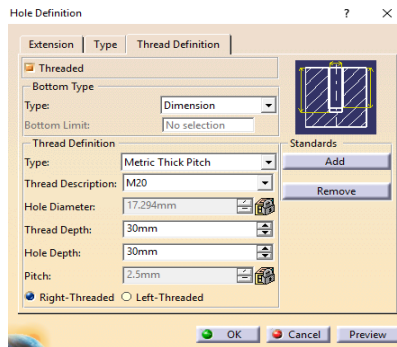 Hole Definition ? ×
Extension Type Thread Definition
Threaded
Bottom Type
Type: Dimension
Bottom Limit: No selection
Thread Definition
Type: Metric Thick Pitch
Thread Description: M20
Hole Diameter: 17.294mm
Thread Depth: 30mm
Hole Depth: 30mm
Pitch: 2.5mm
Right-Threaded Left-Threaded
Standards
Add
Remove
OK Cancel Preview